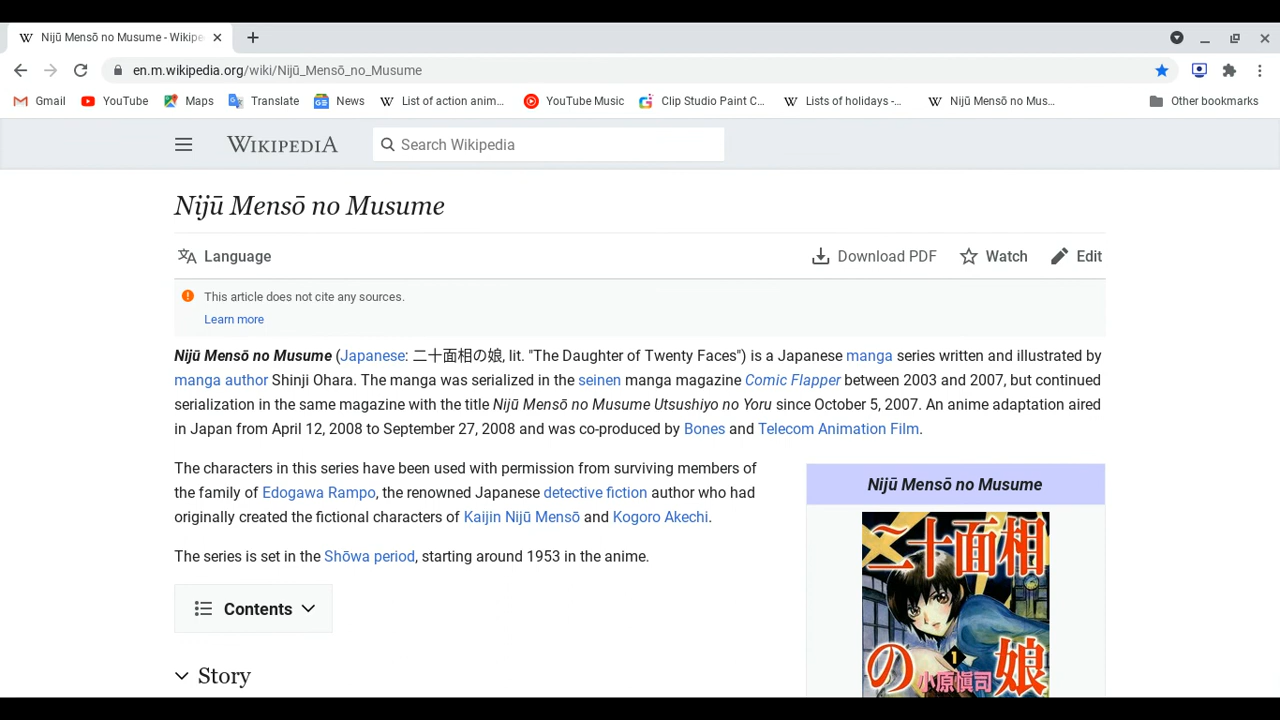 Nijū Mensō no Musume - Wikipe
en.m.wikipedia.org/wiki/Nijū_Mensō_no_Musume
Gmail YouTube Maps Translate News List of action anim... YouTube Music Clip Studio Paint C... Lists of holidays -... Nijū Mensō no Mus... Other bookmarks
WIKIPEDIA Search Wikipedia
Nijū Mensō no Musume
Language Download PDF Watch Edit
This article does not cite any sources.
Learn more
Nijū Mensō no Musume (Japanese: 二十面相の娘, lit. "The Daughter of Twenty Faces") is a Japanese manga series written and illustrated by
manga author Shinji Ohara. The manga was serialized in the seinen manga magazine Comic Flapper between 2003 and 2007, but continued
serialization in the same magazine with the title Nijū Mensō no Musume Utsushiyo no Yoru since October 5, 2007. An anime adaptation aired
in Japan from April 12, 2008 to September 27, 2008 and was co-produced by Bones and Telecom Animation Film.
The characters in this series have been used with permission from surviving members of
the family of Edogawa Rampo, the renowned Japanese detective fiction author who had
originally created the fictional characters of Kaijin Nijū Mensō and Kogoro Akechi.
The series is set in the Shōwa period, starting around 1953 in the anime.
Contents
Story
Nijū Mensō no Musume
二十面相
の娘
1
小原愼司